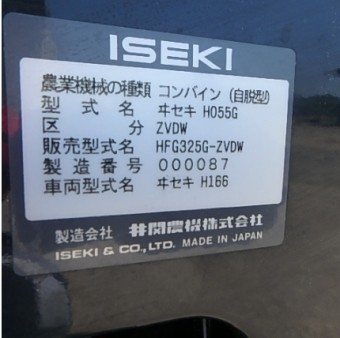 ISEKI
農業機械の種類 コンバイン (自脱型)
型式名 ヰセキ HO55G
区分 ZVDW
販売型式名 HFG325G-ZVDW
製造番号 000087
車両型式名 ヰセキ H166
製造会社 井関農機株式会社
ISEKI & CO., LTD. MADE IN JAPAN